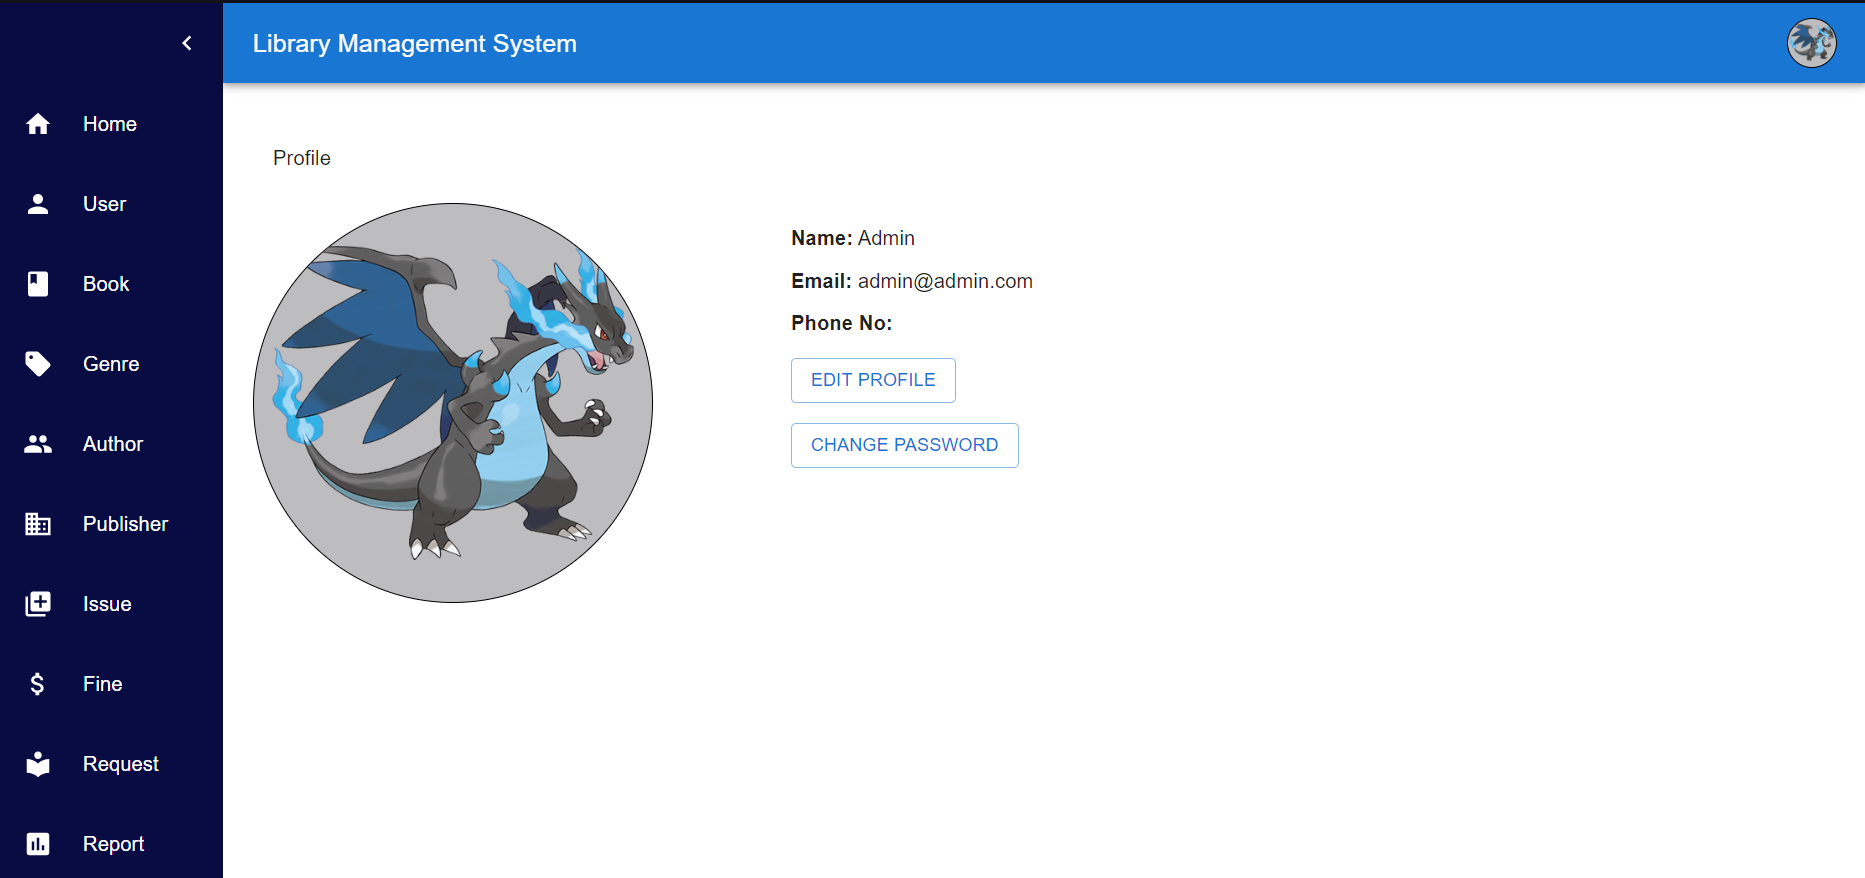 Library Management System
Home
User
Book
Genre
Author
Publisher
Issue
Fine
Request
Report
Profile
Name: Admin
Email: admin@admin.com
Phone No:
EDIT PROFILE
CHANGE PASSWORD